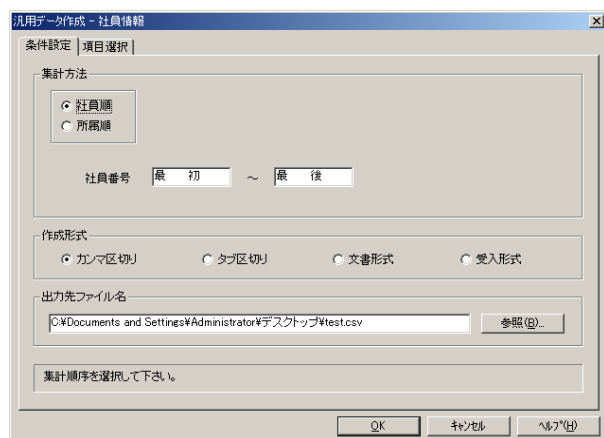 汎用データ作成 - 社員情報
条件設定 項目選択
集計方法
社員順
所属順
社員番号 最 初 ～ 最 後
作成形式
カンマ区切り タブ区切り 文書形式 受入形式
出力先ファイル名
C:¥Documents and Settings¥Administrator¥デスクトップ¥test.csv 参照(B)...
集計順序を選択して下さい。
OK キャンセル ヘルプ(H)